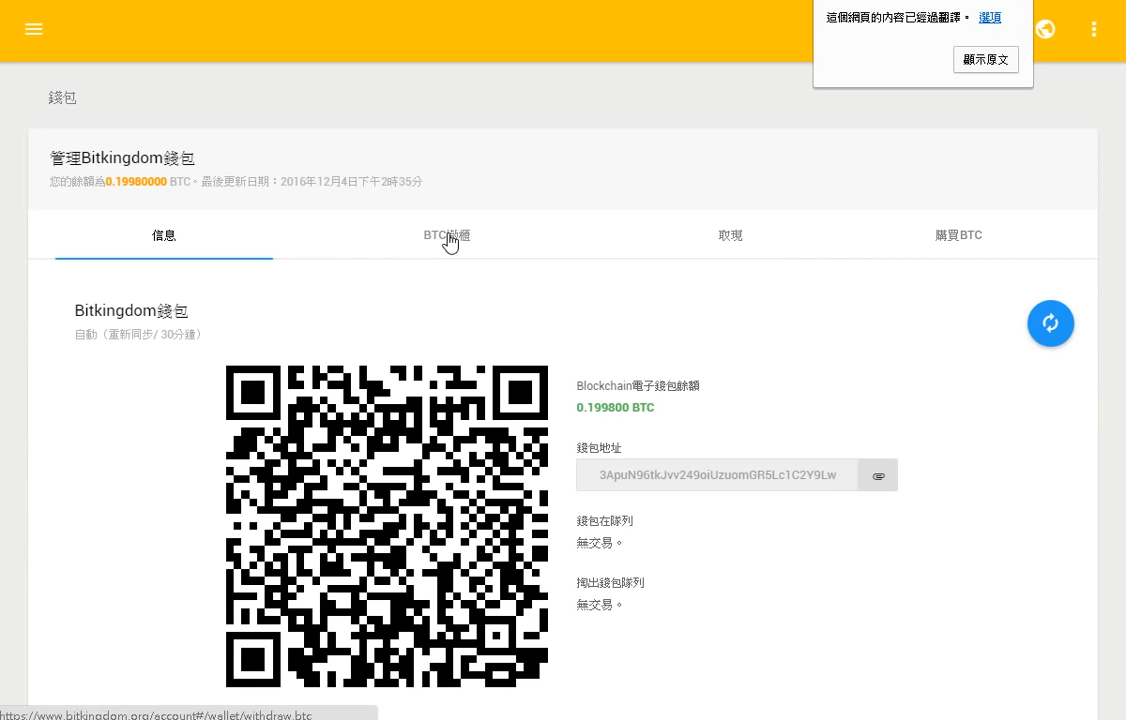 這個網頁的內容已經過翻譯。 選項
顯示原文
錢包
管理Bitkingdom錢包
您的餘額為0.19980000 BTC。最後更新日期：2016年12月4日下午2時35分
信息
BTC 櫃
取現
購買BTC
Bitkingdom錢包
自動（重新同步/ 30分鐘）
Blockchain電子錢包餘額
0.199800 BTC
錢包地址
3ApuN96tkJvv249oiUzuomGR5Lc1C2Y9Lw
錢包在隊列
無交易。
掏出錢包隊列
無交易。
https://www.bitkingdom.org/account#/wallet/withdraw.btc